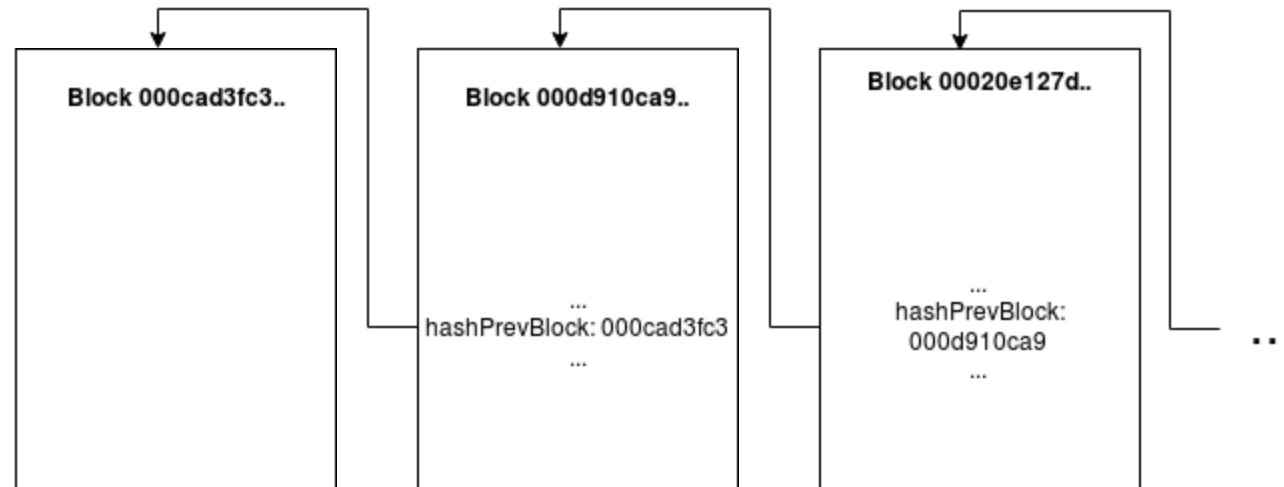 Block 000cad3fc3..
Block 000d910ca9..
...
hashPrevBlock: 000cad3fc3
...
Block 00020e127d..
...
hashPrevBlock:
000d910ca9
...
..